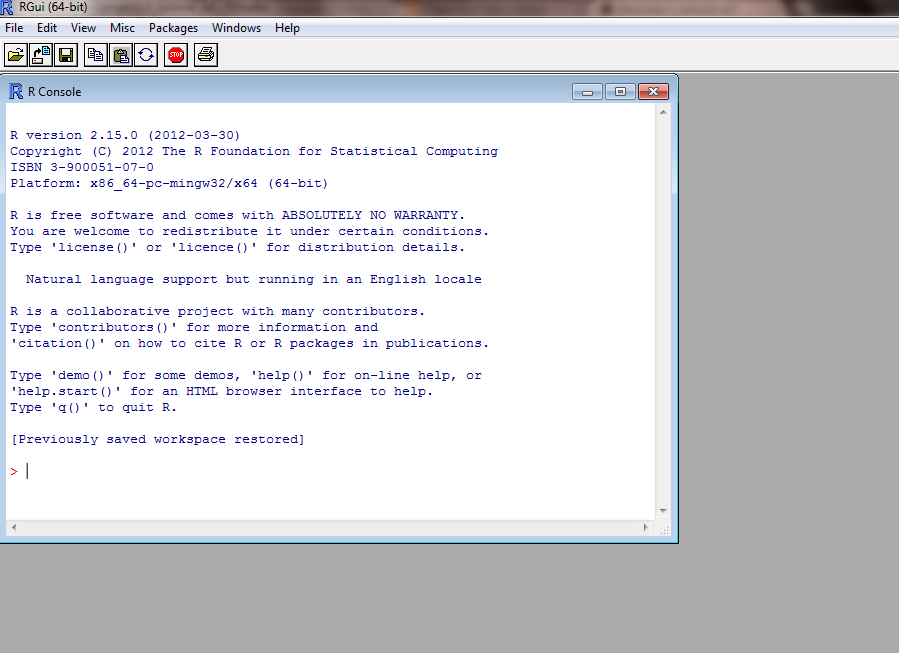 RGui (64-bit)
File Edit View Misc Packages Windows Help
STOP
R Console
R version 2.15.0 (2012-03-30)
Copyright (C) 2012 The R Foundation for Statistical Computing
ISBN 3-900051-07-0
Platform: x86_64-pc-mingw32/x64 (64-bit)
R is free software and comes with ABSOLUTELY NO WARRANTY.
You are welcome to redistribute it under certain conditions.
Type 'license()' or 'licence()' for distribution details.
Natural language support but running in an English locale
R is a collaborative project with many contributors.
Type 'contributors()' for more information and
'citation()' on how to cite R or R packages in publications.
Type 'demo()' for some demos, 'help()' for on-line help, or
'help.start()' for an HTML browser interface to help.
Type 'q()' to quit R.
[Previously saved workspace restored]
>